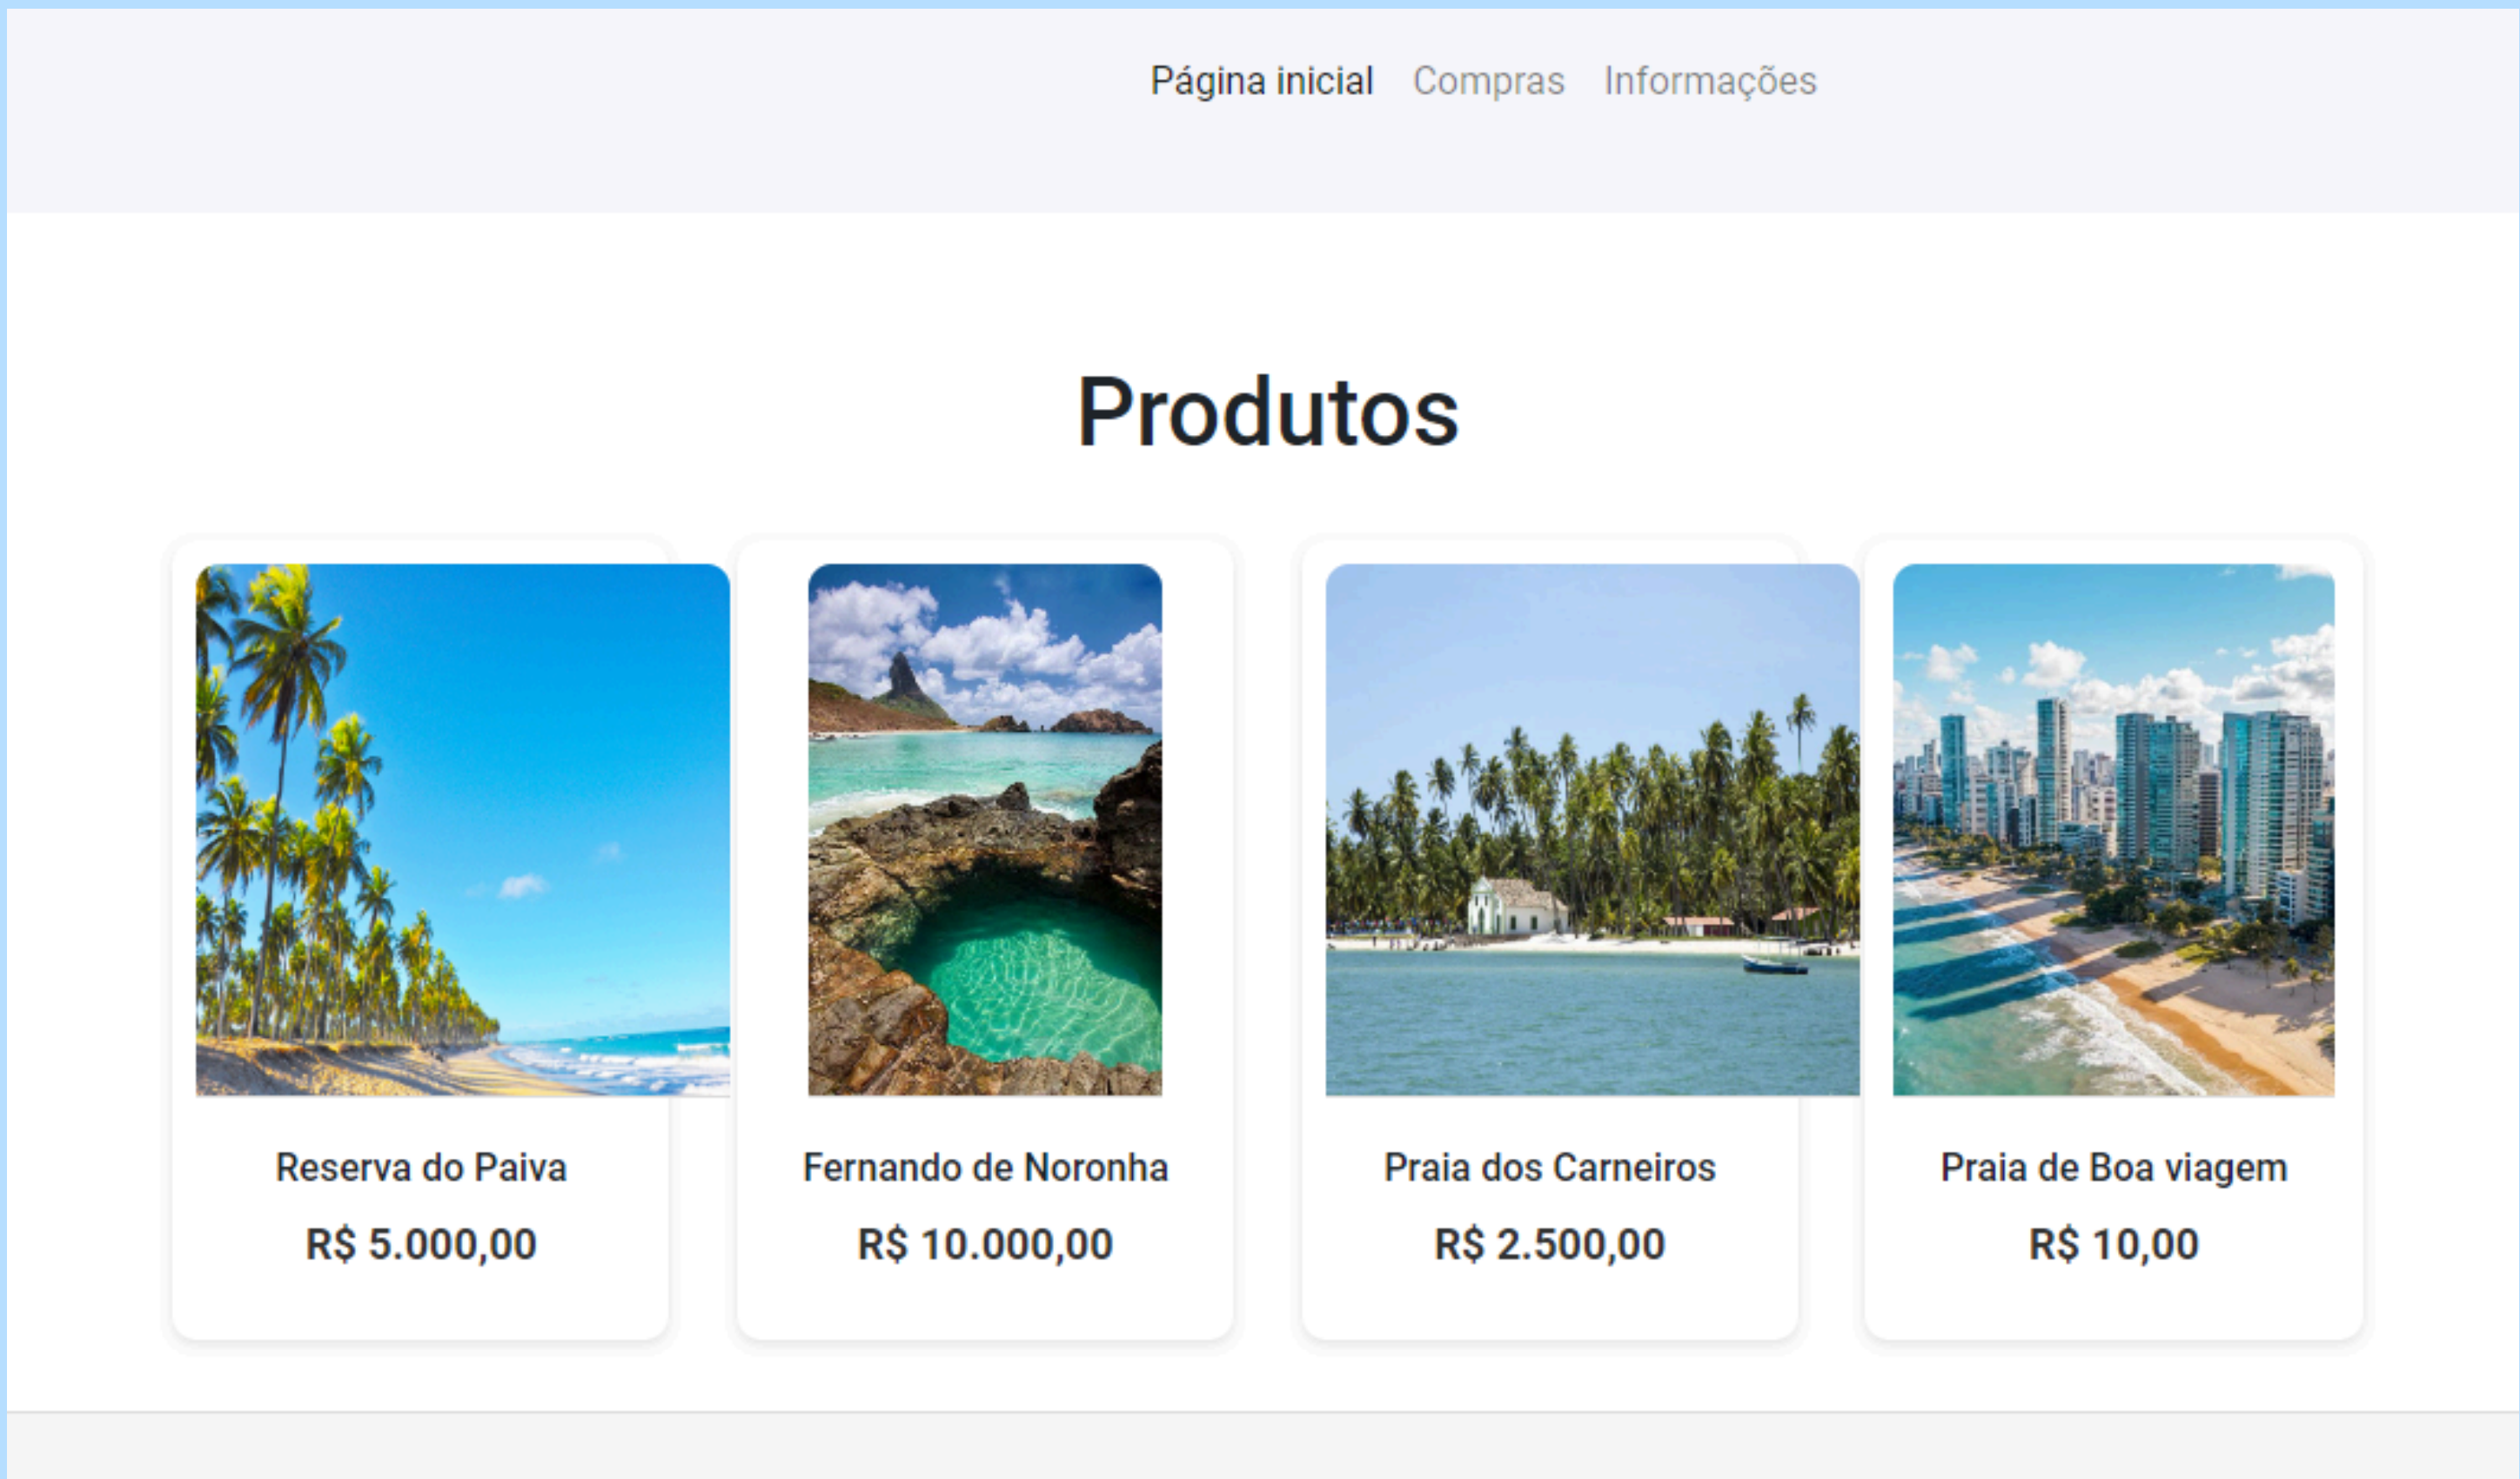 Página inicial Compras Informações
Produtos
Reserva do Paiva
R$ 5.000,00
Fernando de Noronha
R$ 10.000,00
Praia dos Carneiros
R$ 2.500,00
Praia de Boa viagem
R$ 10,00